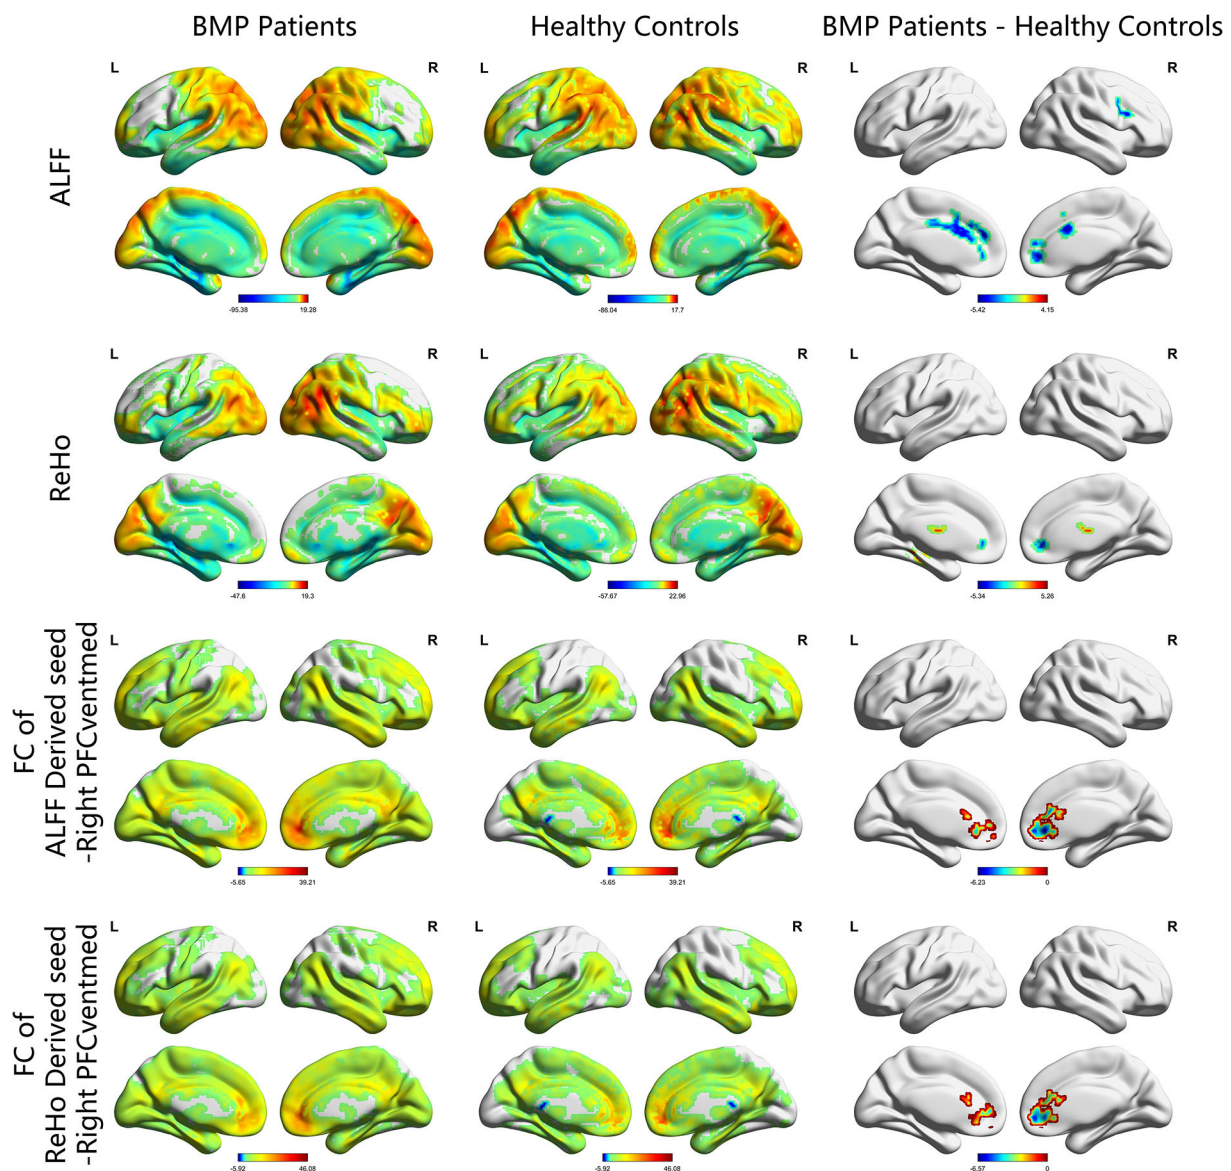 BMP Patients
Healthy Controls
BMP Patients - Healthy Controls
ALFF
L
R
L
R
L
R
-95.38
19.28
-86.04
17.7
-5.42
4.15
ReHo
L
R
L
R
L
R
-47.6
19.3
-57.67
22.96
-5.34
5.26
FC of
ALFF Derived seed
-Right PFCventmed
L
R
L
R
L
R
-5.65
39.21
-5.65
39.21
-6.23
0
FC of
ReHo Derived seed
-Right PFCventmed
L
R
L
R
L
R
-5.92
46.08
-5.92
46.08
-6.57
0